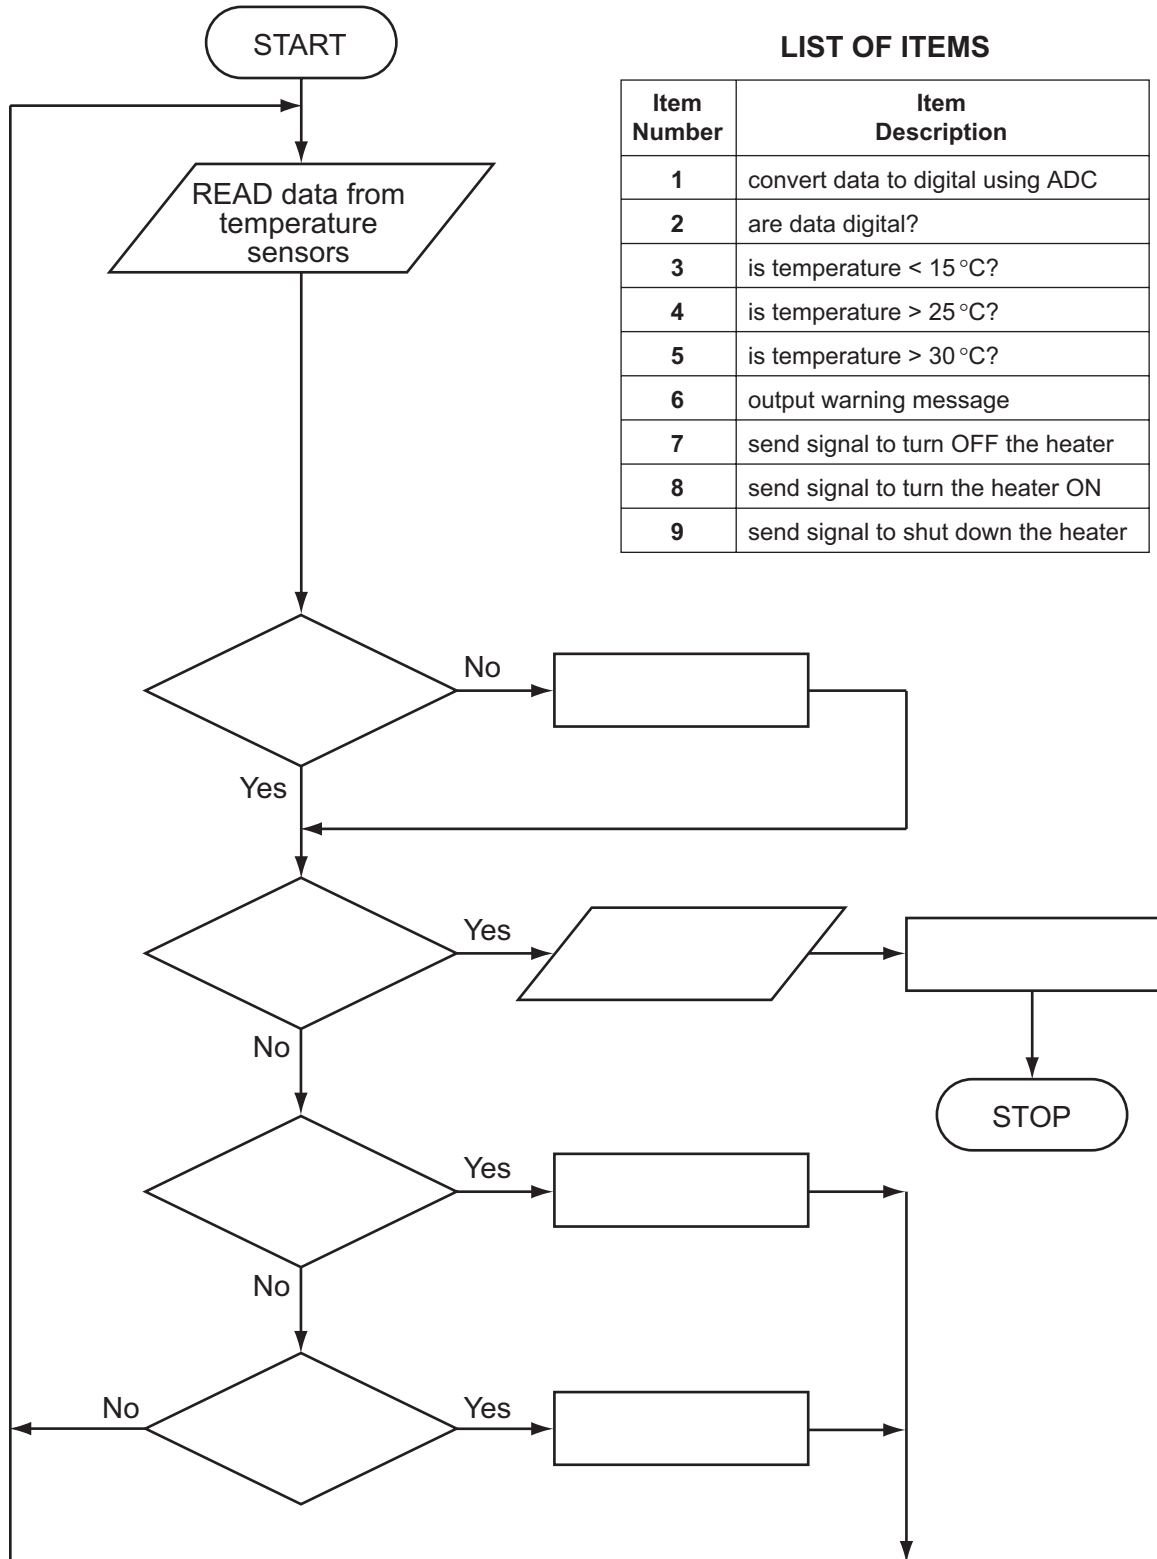 START
LIST OF ITEMS
Item Number
Item Description
1 convert data to digital using ADC
2 are data digital?
3 is temperature < 15 °C?
4 is temperature > 25 °C?
5 is temperature > 30 °C?
6 output warning message
7 send signal to turn OFF the heater
8 send signal to turn the heater ON
9 send signal to shut down the heater
READ data from
temperature
sensors
No
Yes
Yes
No
STOP
Yes
No
No
Yes